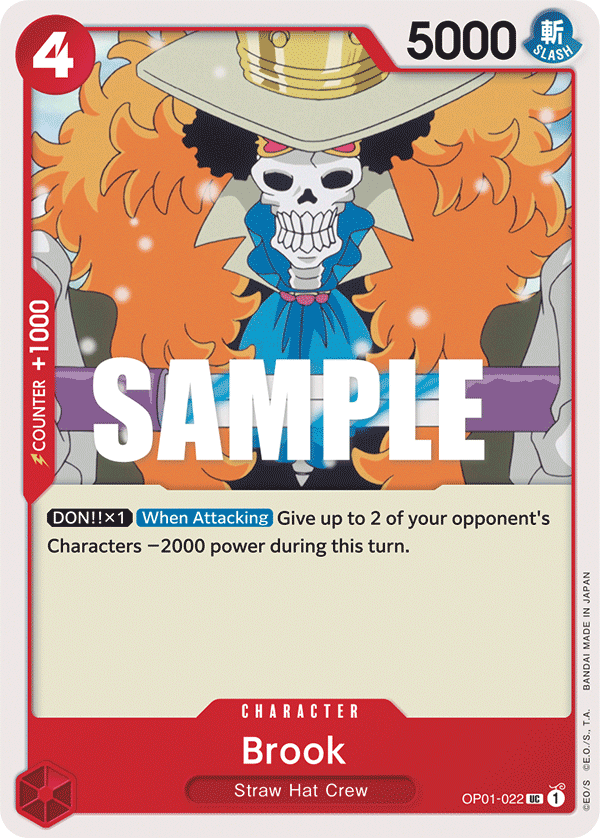 4
5000
斬
SLASH
COUNTER +1000
SAMPLE
DON!!×1 When Attacking Give up to 2 of your opponent's
Characters −2000 power during this turn.
CHARACTER
Brook
Straw Hat Crew
OP01-022 UC 1
©EO/S ©E.O./S., T.A. BANDAI MADE IN JAPAN